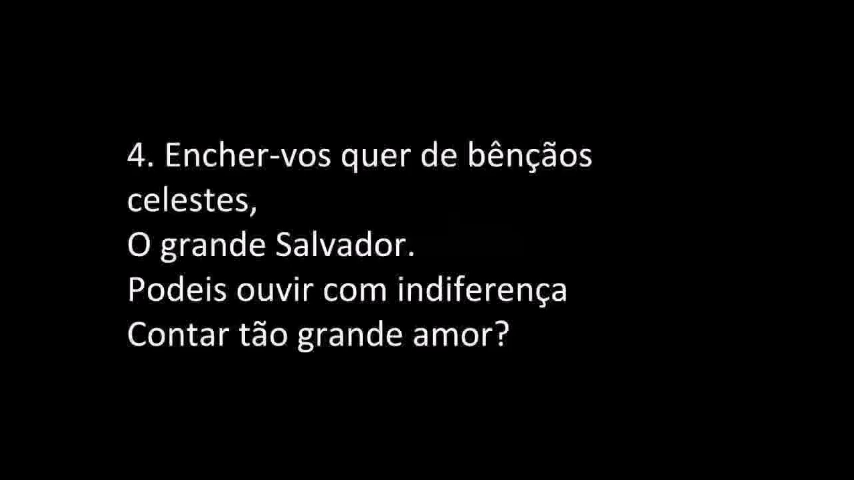 4. Encher-vos quer de bênçãos
celestes,
O grande Salvador.
Podeis ouvir com indiferença
Contar tão grande amor?